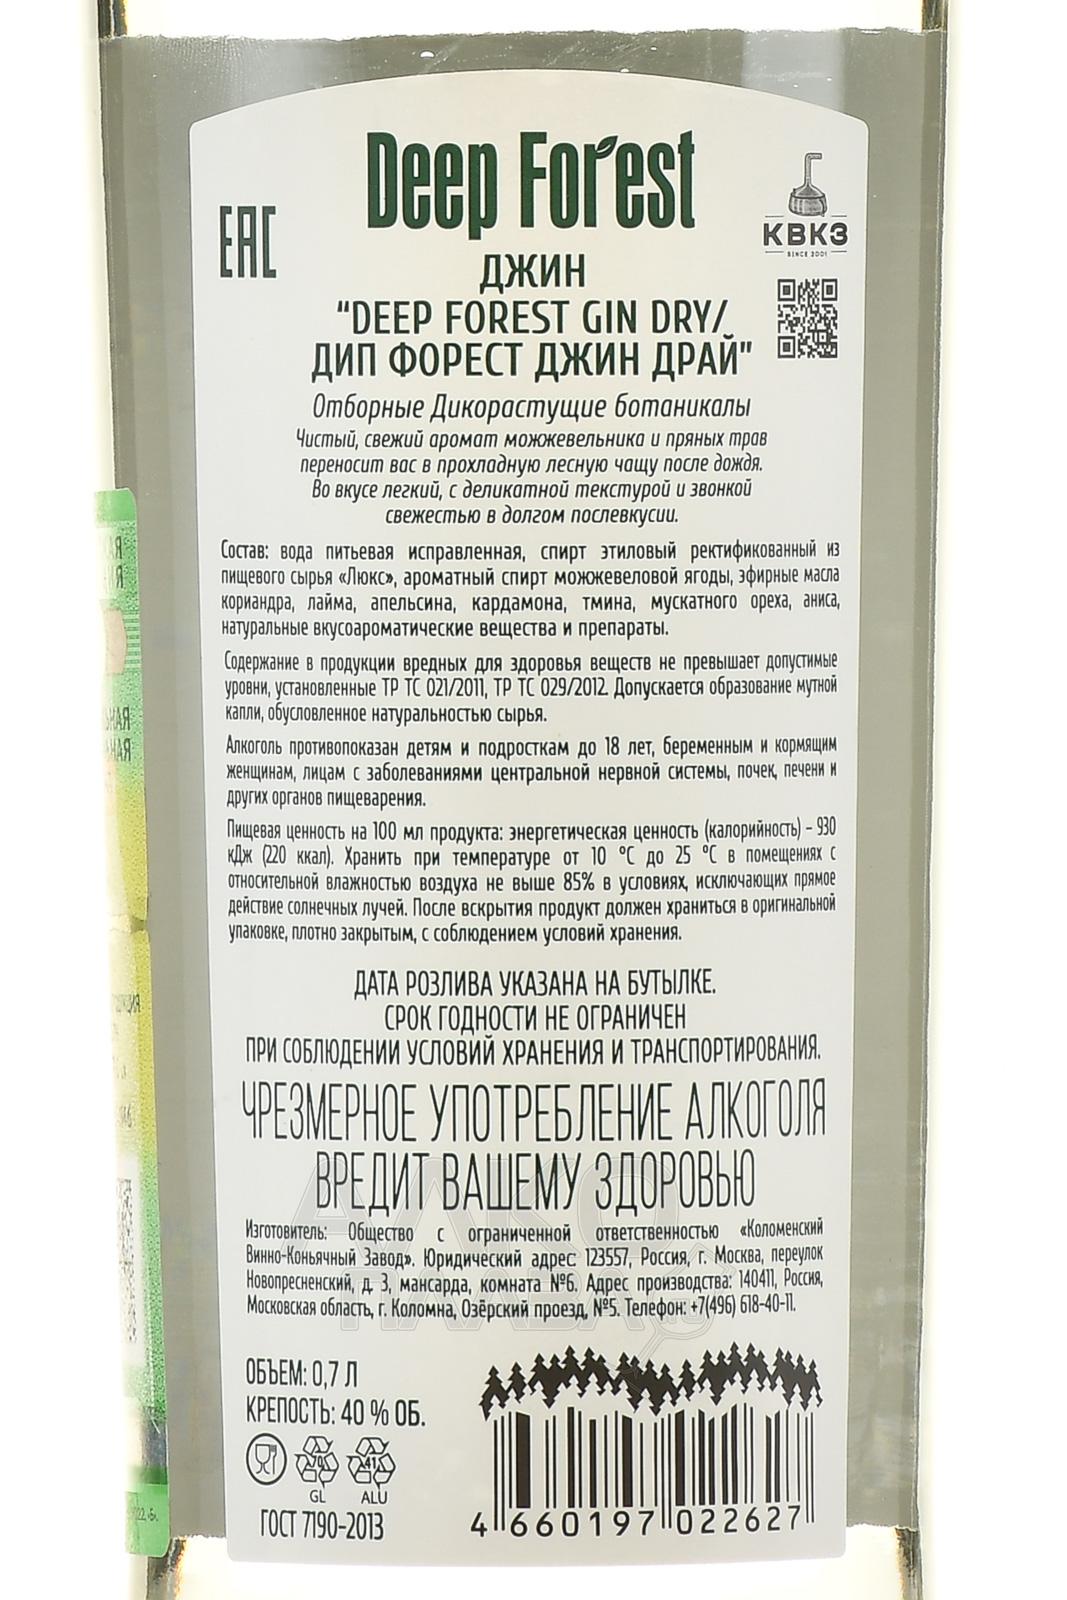 Deep Forest
EAC
КВКЗ
SINCE 2001
ДЖИН
“DEEP FOREST GIN DRY/
ДИП ФОРЕСТ ДЖИН ДРАЙ”
Отборные Дикорастущие ботаникалы
Чистый, свежий аромат можжевельника и пряных трав
переносит вас в прохладную лесную чащу после дождя.
Во вкусе легкий, с деликатной текстурой и звонкой
свежестью в долгом послевкусии.
Состав: вода питьевая исправленная, спирт этиловый ректификованный из
пищевого сырья «Люкс», ароматный спирт можжевеловой ягоды, эфирные масла
кориандра, лайма, апельсина, кардамона, тмина, мускатного ореха, аниса,
натуральные вкусоароматические вещества и препараты.
Содержание в продукции вредных для здоровья веществ не превышает допустимые
уровни, установленные ТР ТС 021/2011, ТР ТС 029/2012. Допускается образование мутной
капли, обусловленное натуральностью сырья.
Алкоголь противопоказан детям и подросткам до 18 лет, беременным и кормящим
женщинам, лицам с заболеваниями центральной нервной системы, почек, печени и
других органов пищеварения.
Пищевая ценность на 100 мл продукта: энергетическая ценность (калорийность) – 930
кДж (220 ккал). Хранить при температуре от 10 °С до 25 °С в помещениях с
относительной влажностью воздуха не выше 85% в условиях, исключающих прямое
действие солнечных лучей. После вскрытия продукт должен храниться в оригинальной
упаковке, плотно закрытым, с соблюдением условий хранения.
ДАТА РОЗЛИВА УКАЗАНА НА БУТЫЛКЕ.
СРОК ГОДНОСТИ НЕ ОГРАНИЧЕН
ПРИ СОБЛЮДЕНИИ УСЛОВИЙ ХРАНЕНИЯ И ТРАНСПОРТИРОВАНИЯ.
ЧРЕЗМЕРНОЕ УПОТРЕБЛЕНИЕ АЛКОГОЛЯ
ВРЕДИТ ВАШЕМУ ЗДОРОВЬЮ
Изготовитель: Общество с ограниченной ответственностью «Коломенский
Винно-Коньячный Завод». Юридический адрес 123557, Россия, г. Москва, переулок
Новопресненский, д. 3, мансарда, комната №6. Адрес производства: 140411, Россия,
Московская область, г. Коломна, Озёрский проезд, №5. Телефон: +7(496) 618-40-11.
ОБЪЕМ: 0,7 Л
КРЕПОСТЬ: 40 % ОБ.
70 41
GL ALU
ГОСТ 7190-2013
4 660197 022627